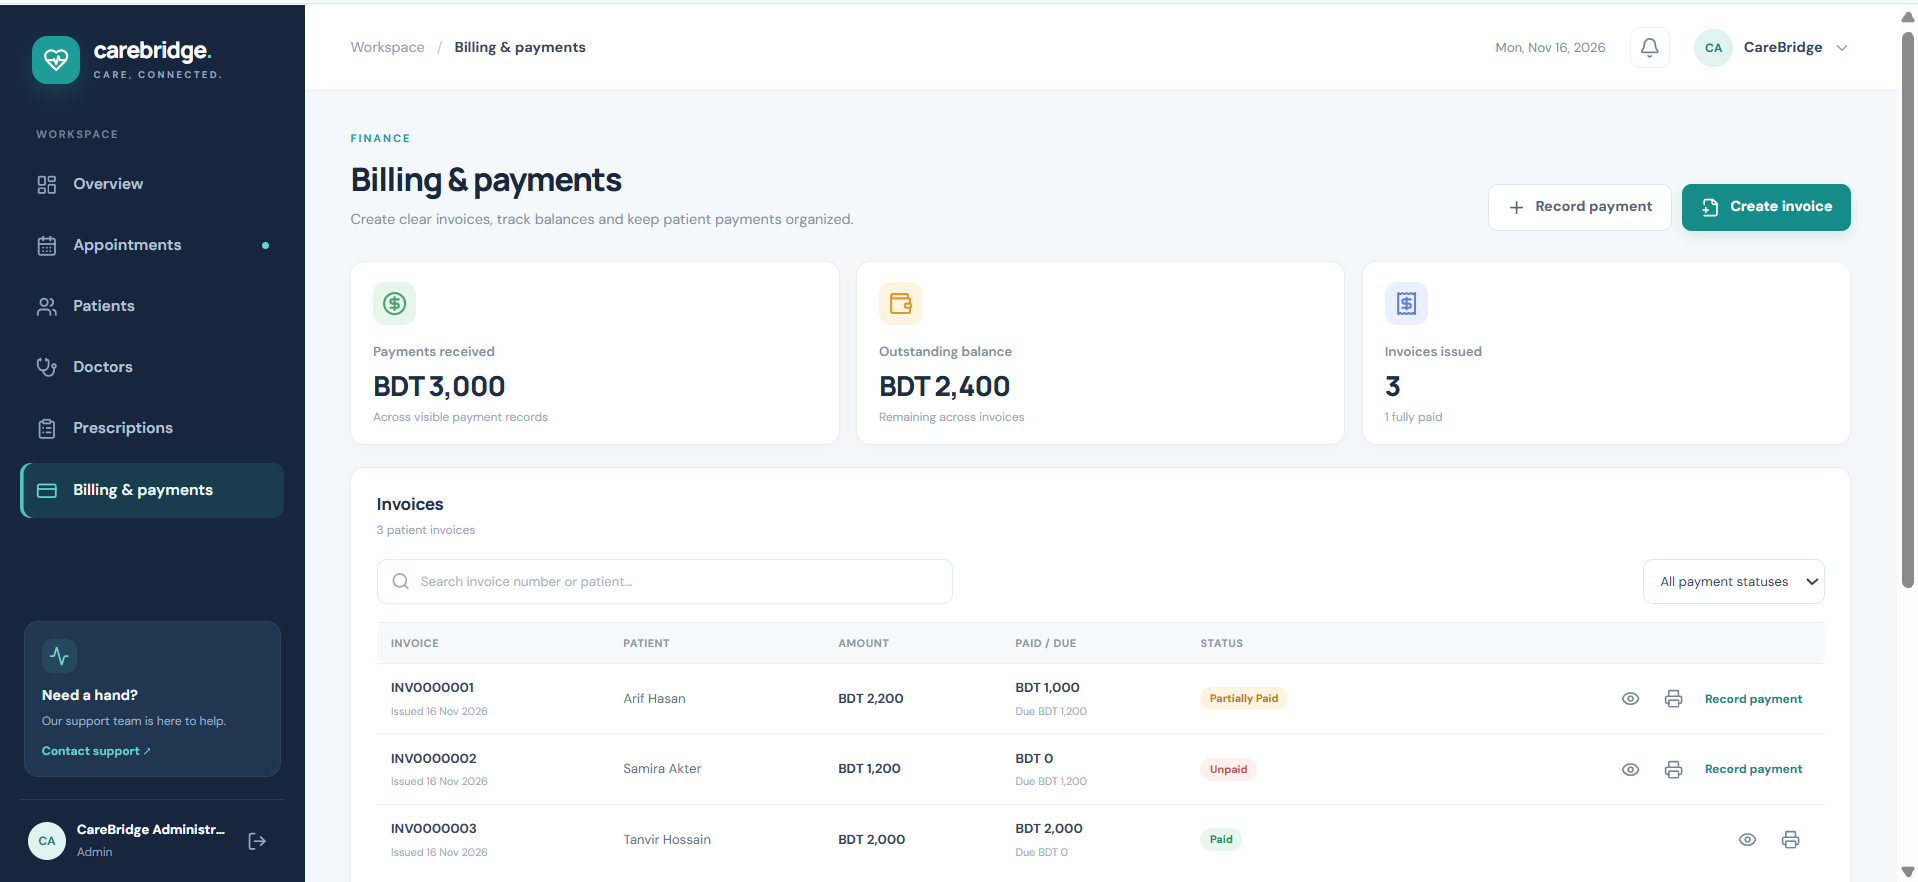 carebridge.
CARE, CONNECTED.
WORKSPACE
Overview
Appointments
Patients
Doctors
Prescriptions
Billing & payments
Need a hand?
Our support team is here to help.
Contact support ↗
CA
CareBridge Administr...
Admin
Workspace / Billing & payments
Mon, Nov 16, 2026
CA
CareBridge
FINANCE
Billing & payments
Create clear invoices, track balances and keep patient payments organized.
Record payment
Create invoice
Payments received
BDT 3,000
Across visible payment records
Outstanding balance
BDT 2,400
Remaining across invoices
Invoices issued
3
1 fully paid
Invoices
3 patient invoices
Search invoice number or patient...
All payment statuses
INVOICE PATIENT AMOUNT PAID / DUE STATUS
INV0000001
Issued 16 Nov 2026
Arif Hasan
BDT 2,200
BDT 1,000
Due BDT 1,200
Partially Paid
Record payment
INV0000002
Issued 16 Nov 2026
Samira Akter
BDT 1,200
BDT 0
Due BDT 1,200
Unpaid
Record payment
INV0000003
Issued 16 Nov 2026
Tanvir Hossain
BDT 2,000
BDT 2,000
Due BDT 0
Paid